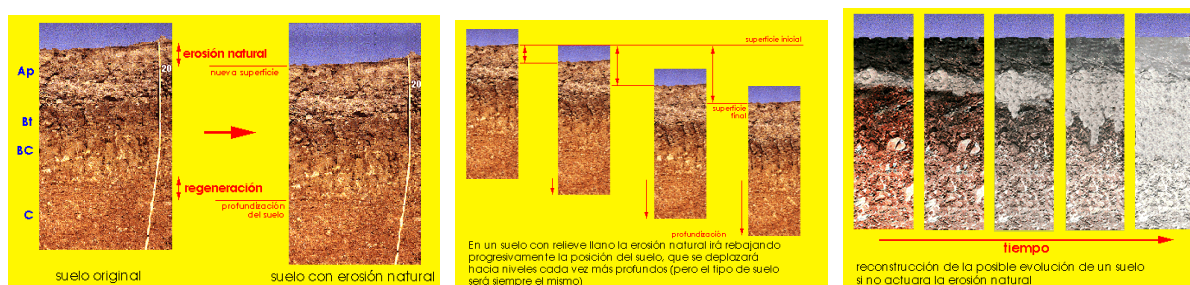 erosión natural
nueva superficie
20
20
Ap
Bt
BC
C
regeneración
profundización
del suelo
suelo original
suelo con erosión natural
superficie inicial
superficie
final
profundización
En un suelo con relieve llano la erosión natural irá rebajando
progresivamente la posición del suelo, que se deplazará
hacia niveles cada vez más profundos (pero el tipo de suelo
será siempre el mismo)
tiempo
reconstrucción de la posible evolución de un suelo
si no actuara la erosión natural